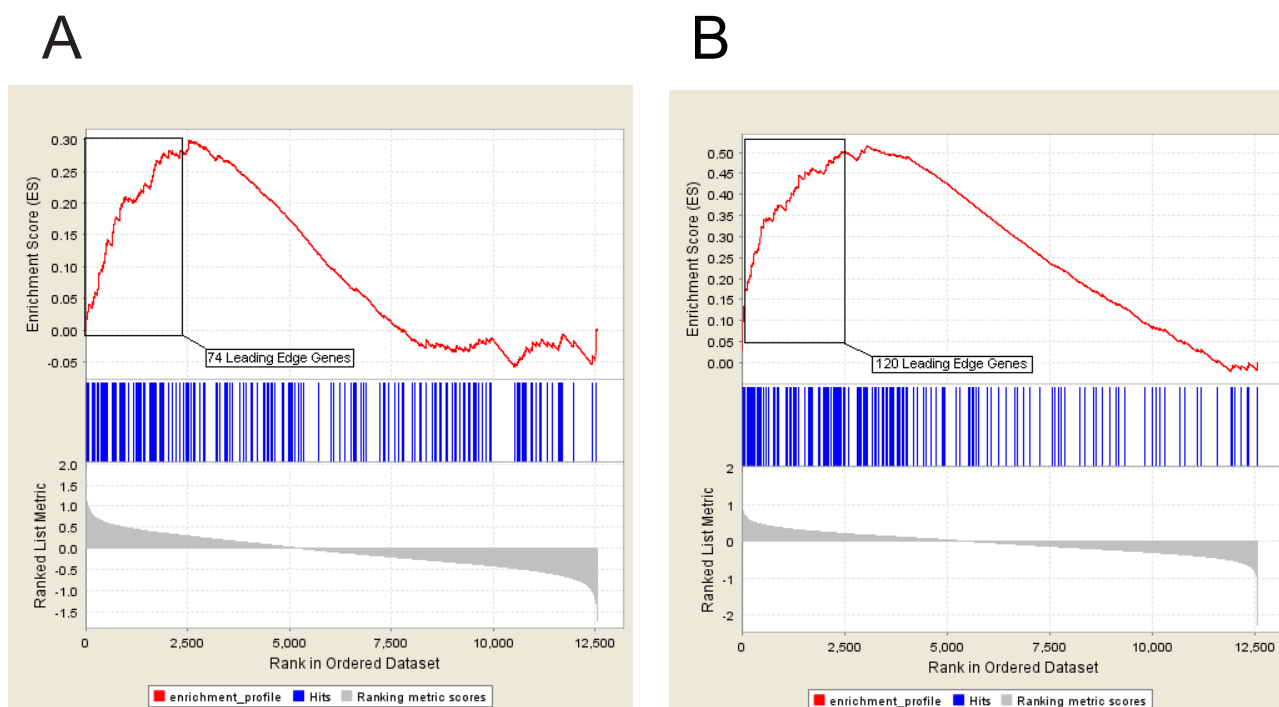 A
B
Enrichment Score (ES)
0.30
0.25
0.20
0.15
0.10
0.05
0.00
-0.05
74 Leading Edge Genes
Ranked List Metric
2.0
1.5
1.0
0.5
0.0
-0.5
-1.0
-1.5
0 2,500 5,000 7,500 10,000 12,500
Rank in Ordered Dataset
enrichment_profile Hits Ranking metric scores
Enrichment Score (ES)
0.50
0.45
0.40
0.35
0.30
0.25
0.20
0.15
0.10
0.05
0.00
120 Leading Edge Genes
Ranked List Metric
2
1
0
-1
-2
0 2,500 5,000 7,500 10,000 12,500
Rank in Ordered Dataset
enrichment_profile Hits Ranking metric scores